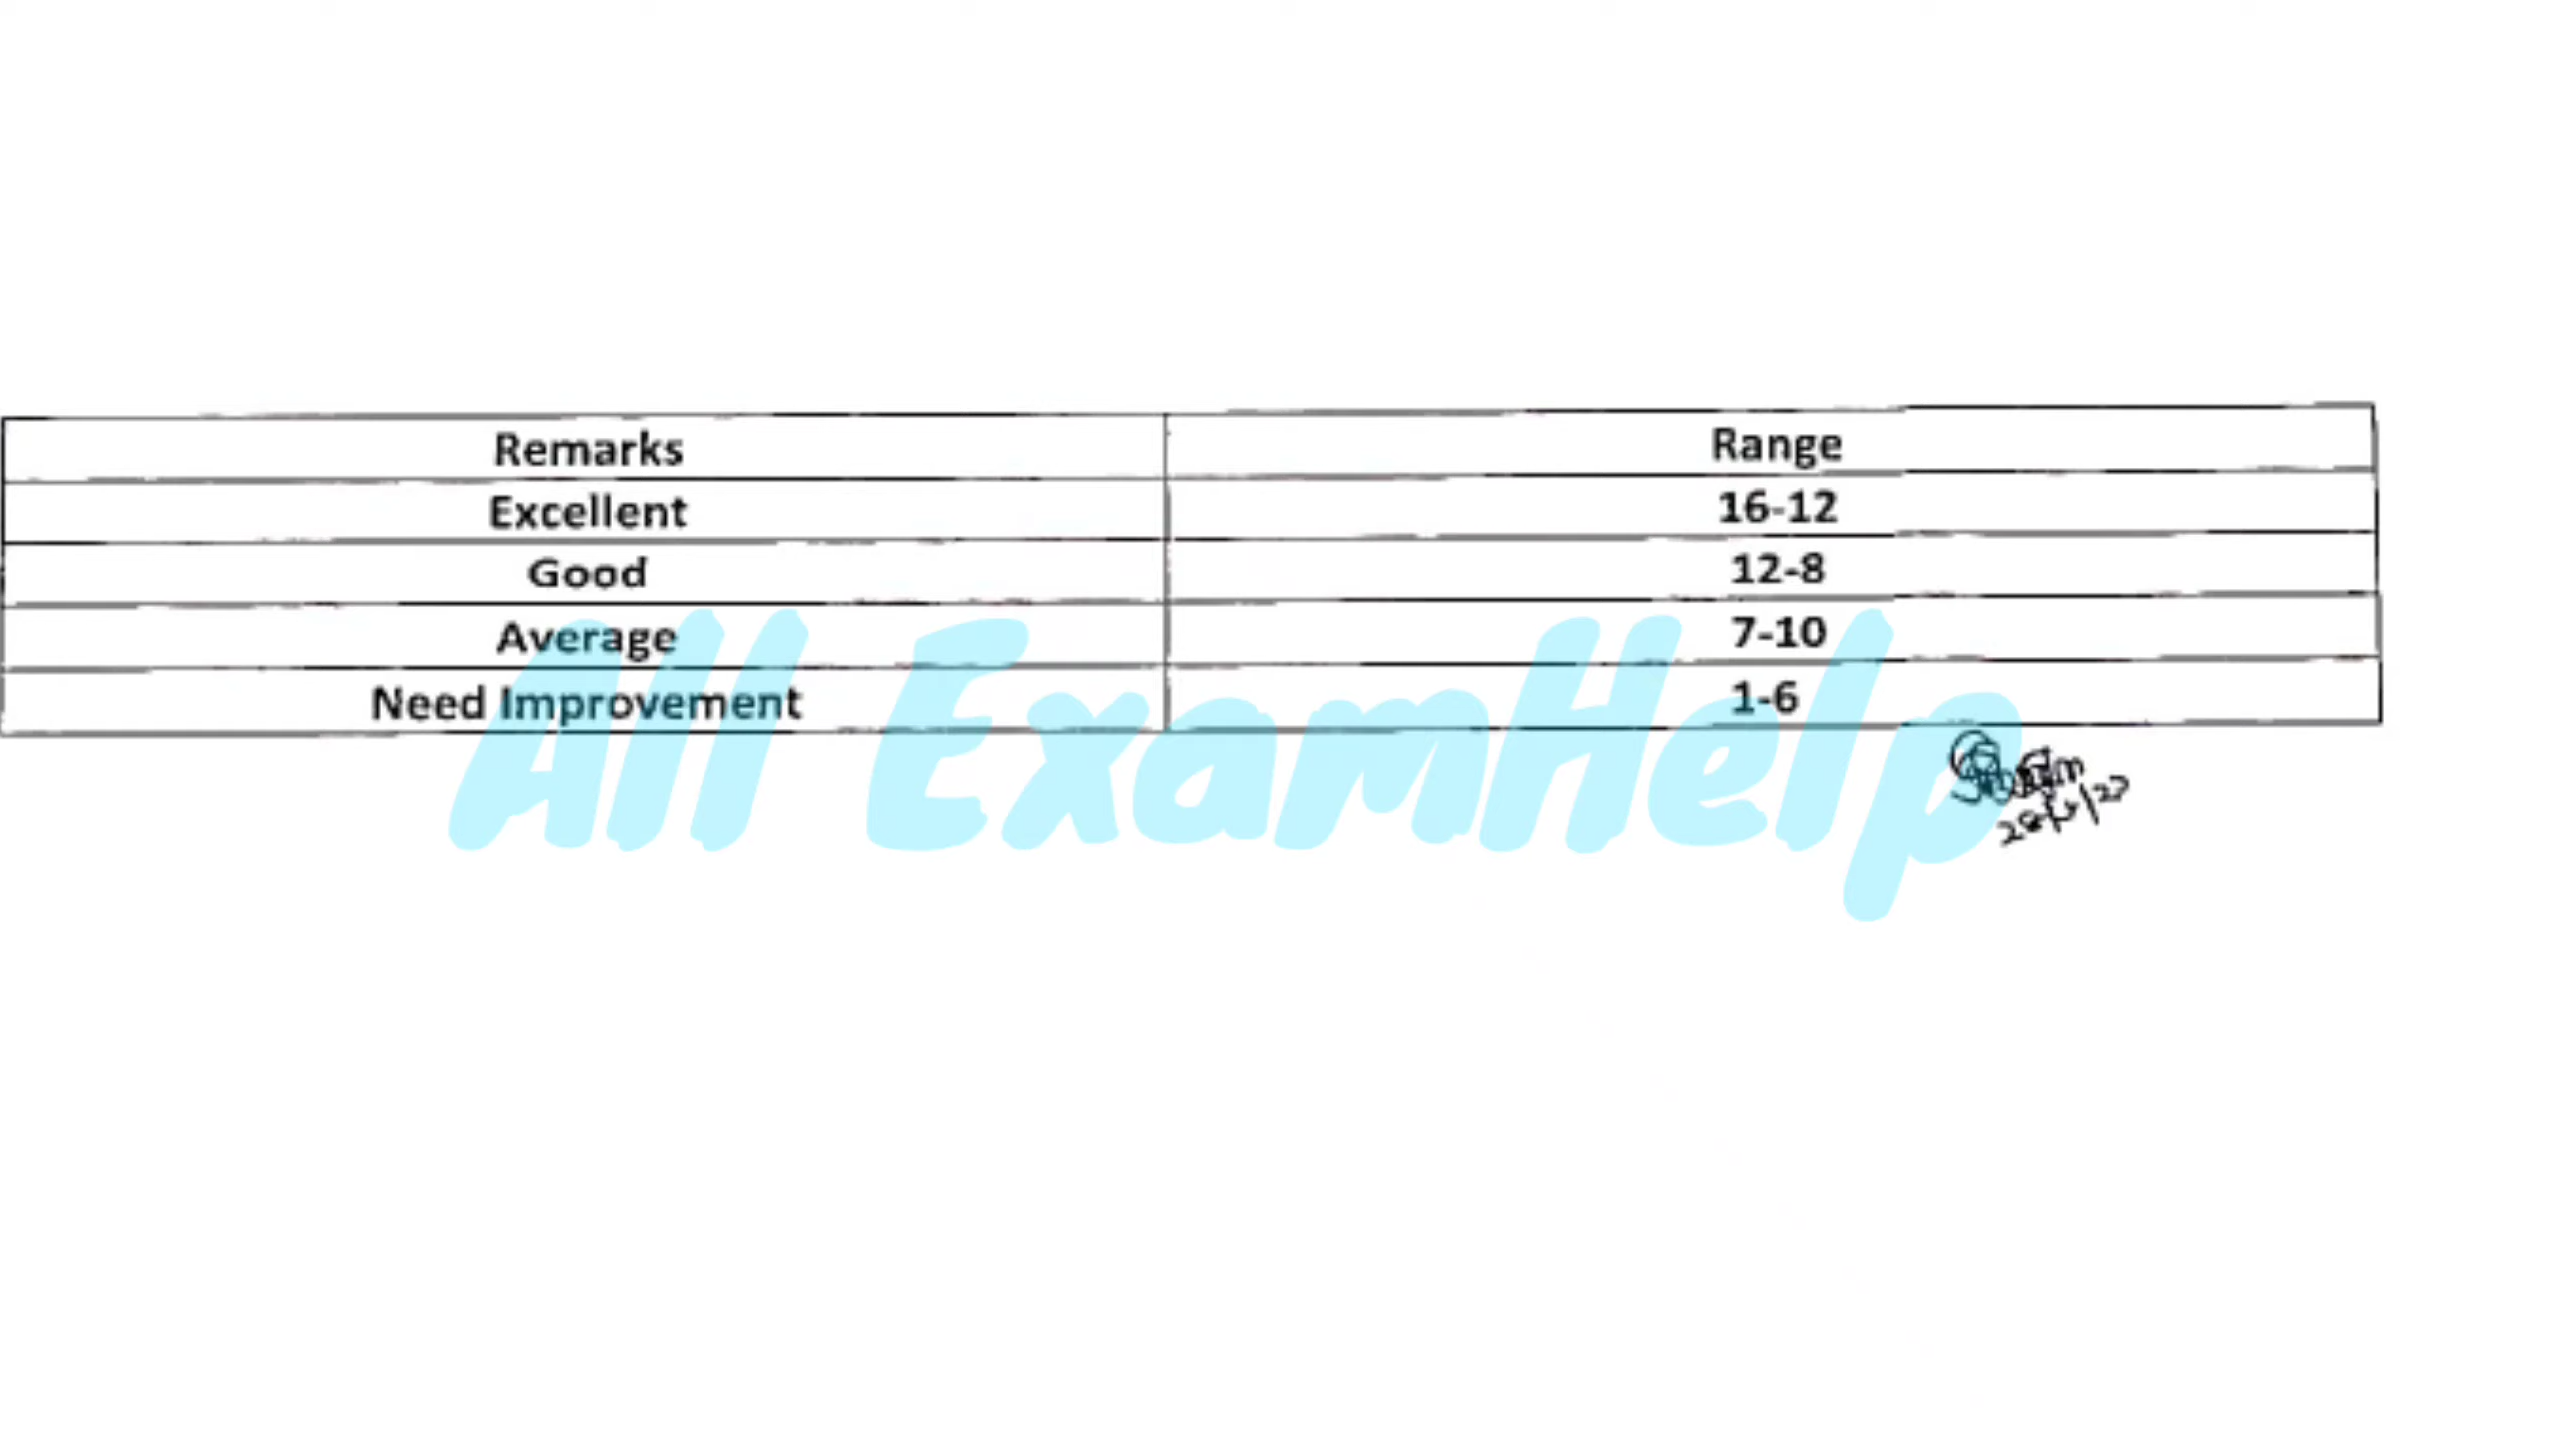 Remarks Range
Excellent 16-12
Good 12-8
Average 7-10
Need Improvement 1-6
All ExamHelp